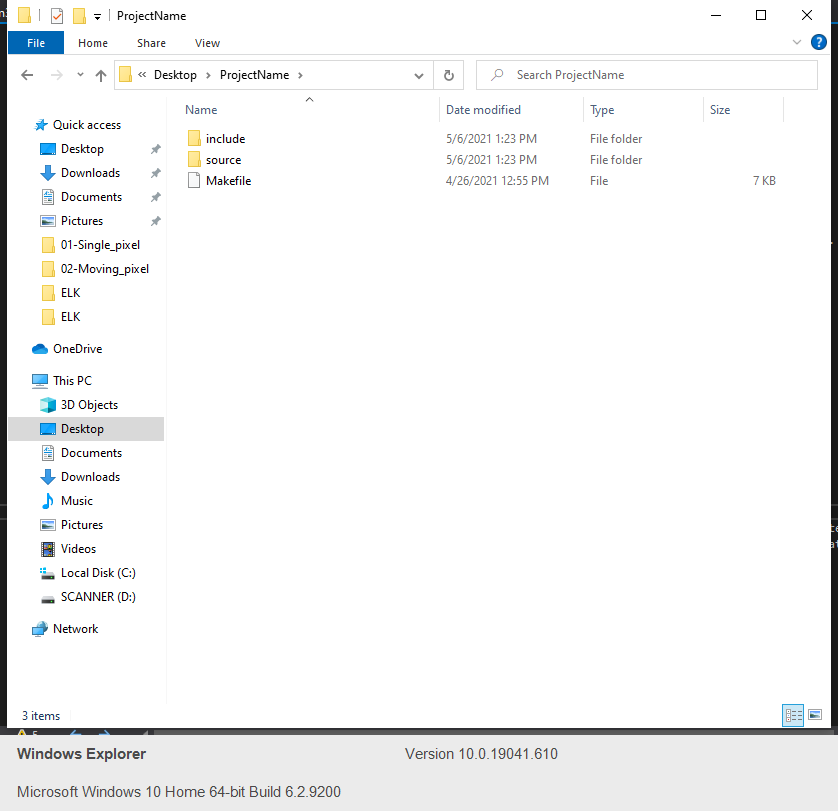 ProjectName
File Home Share View
« Desktop › ProjectName › Search ProjectName
Name Date modified Type Size
include 5/6/2021 1:23 PM File folder
source 5/6/2021 1:23 PM File folder
Makefile 4/26/2021 12:55 PM File 7 KB
Quick access
Desktop
Downloads
Documents
Pictures
01-Single_pixel
02-Moving_pixel
ELK
ELK
OneDrive
This PC
3D Objects
Desktop
Documents
Downloads
Music
Pictures
Videos
Local Disk (C:)
SCANNER (D:)
Network
3 items
Windows Explorer Version 10.0.19041.610
Microsoft Windows 10 Home 64-bit Build 6.2.9200